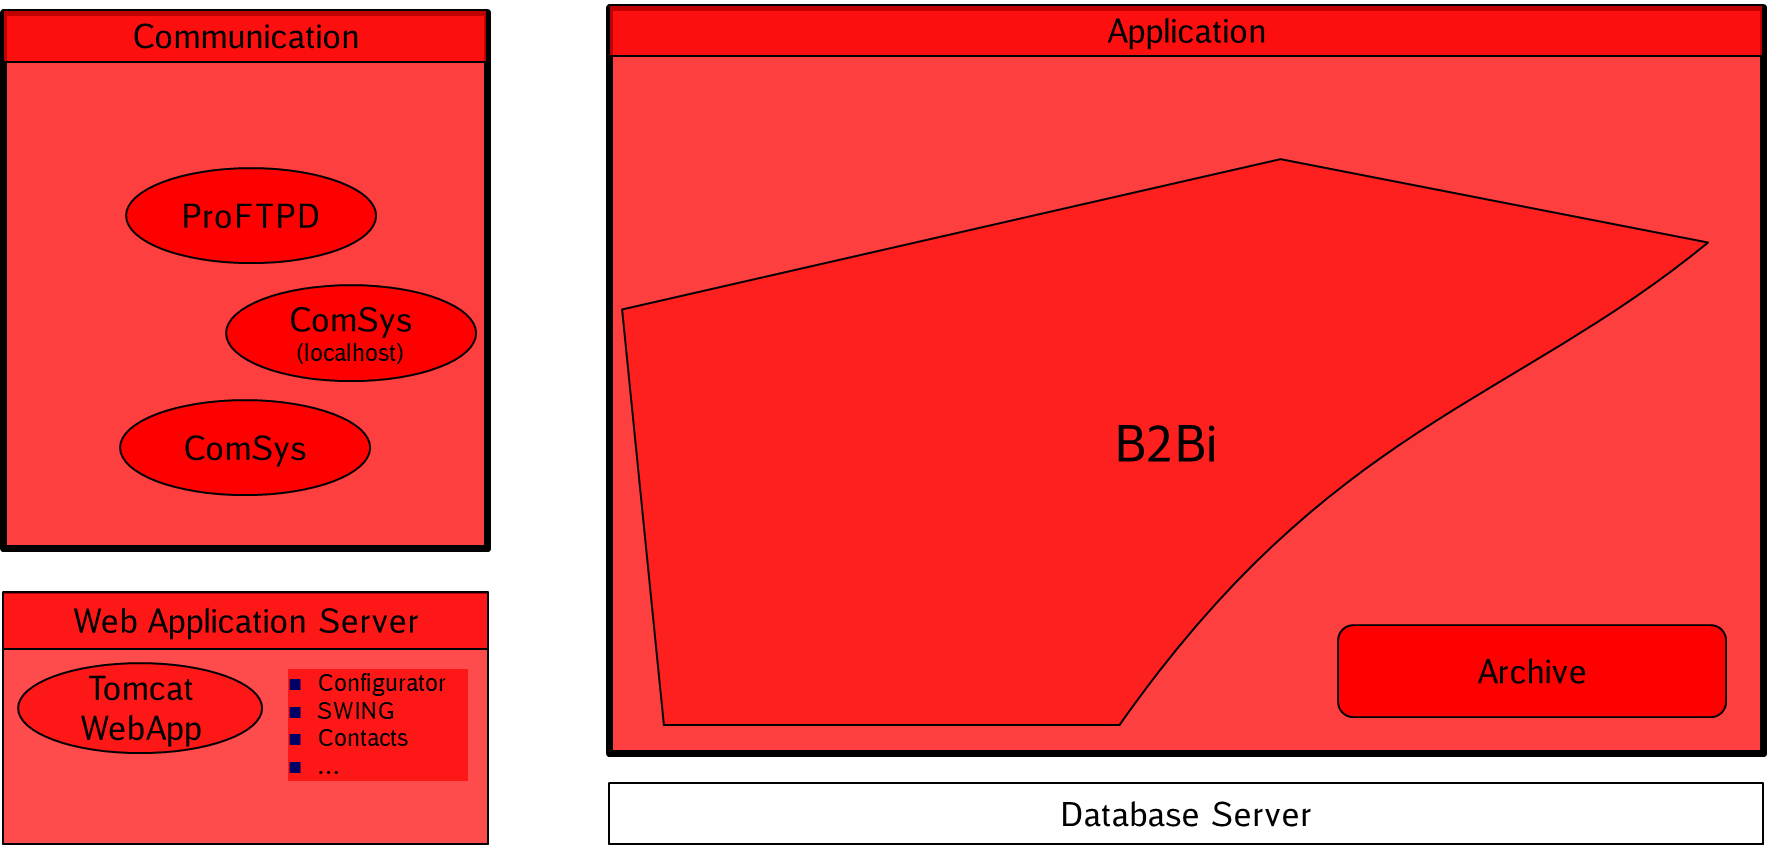 Communication
ProFTPD
ComSys
(localhost)
ComSys
Web Application Server
Tomcat
WebApp
Configurator
SWING
Contacts
...
Application
B2Bi
Archive
Database Server